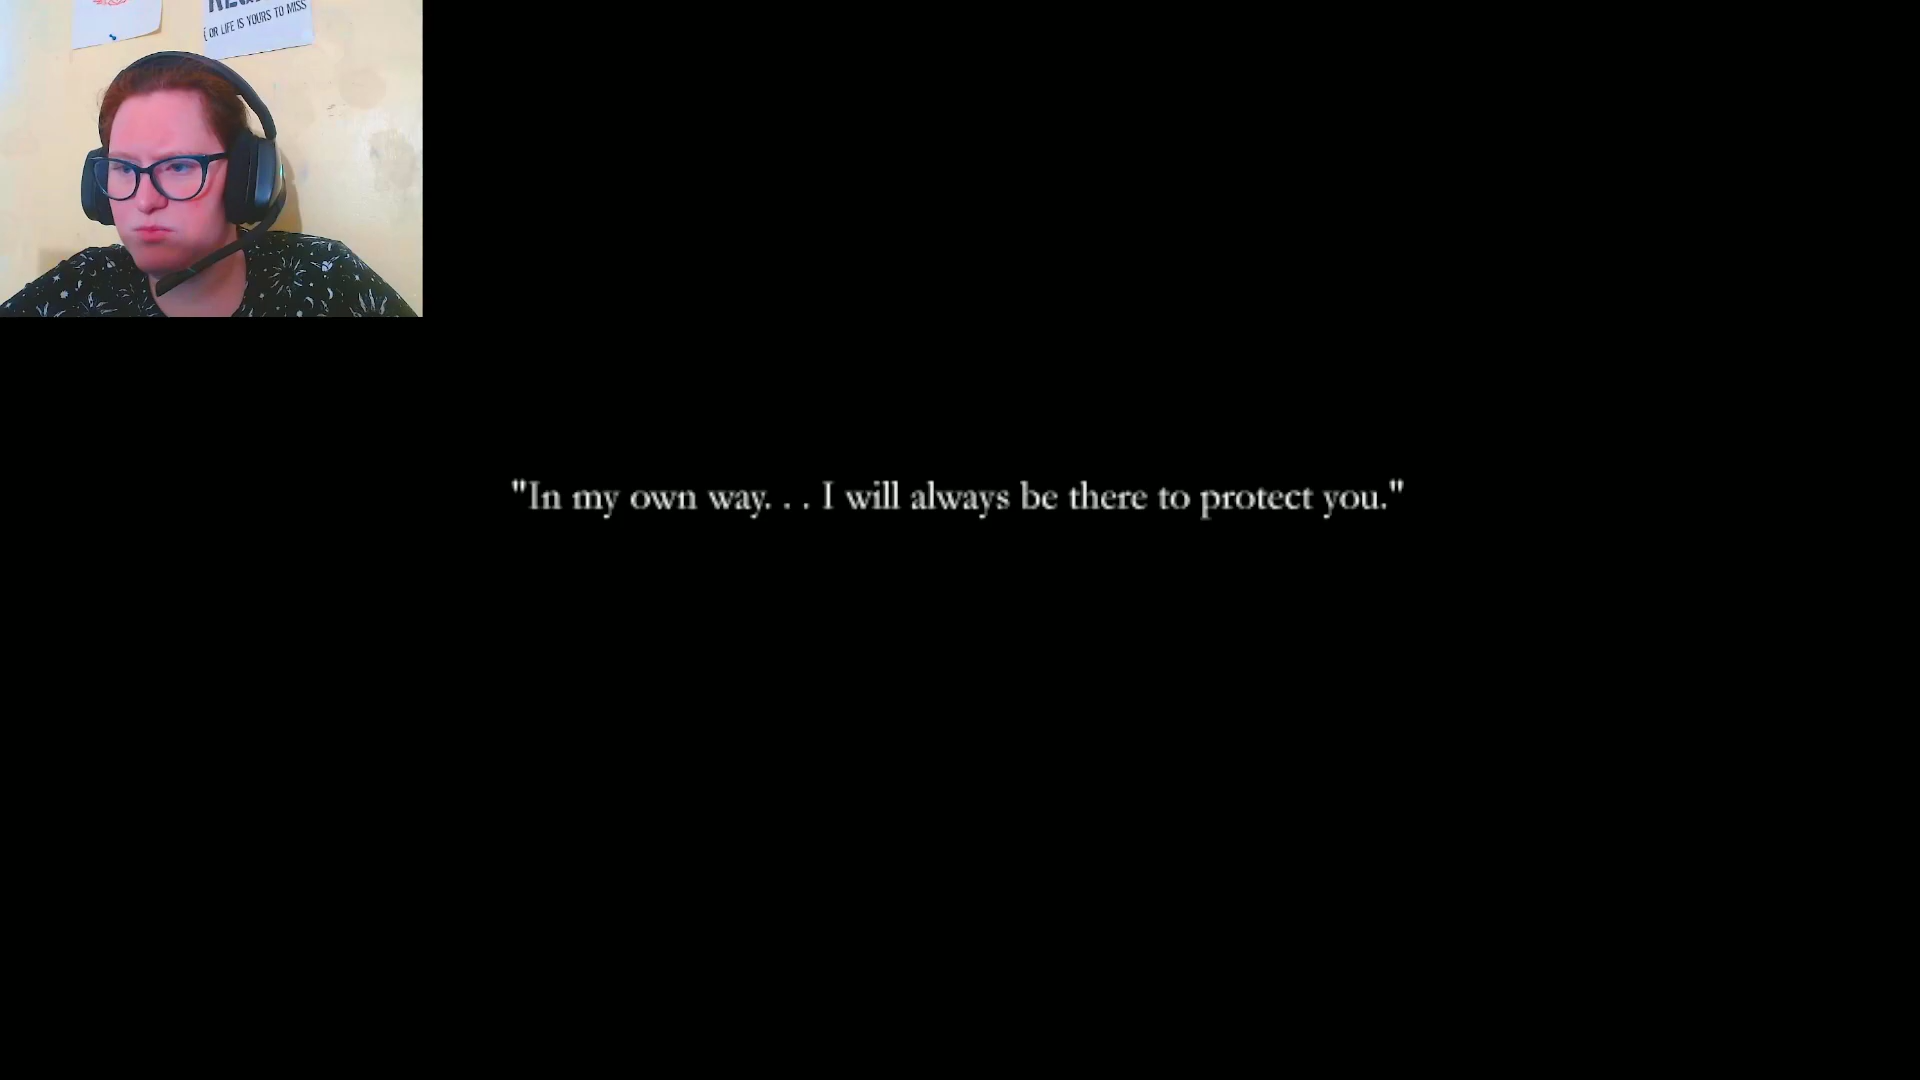 OR LIFE IS YOURS TO MISS
"In my own way. . . I will always be there to protect you."